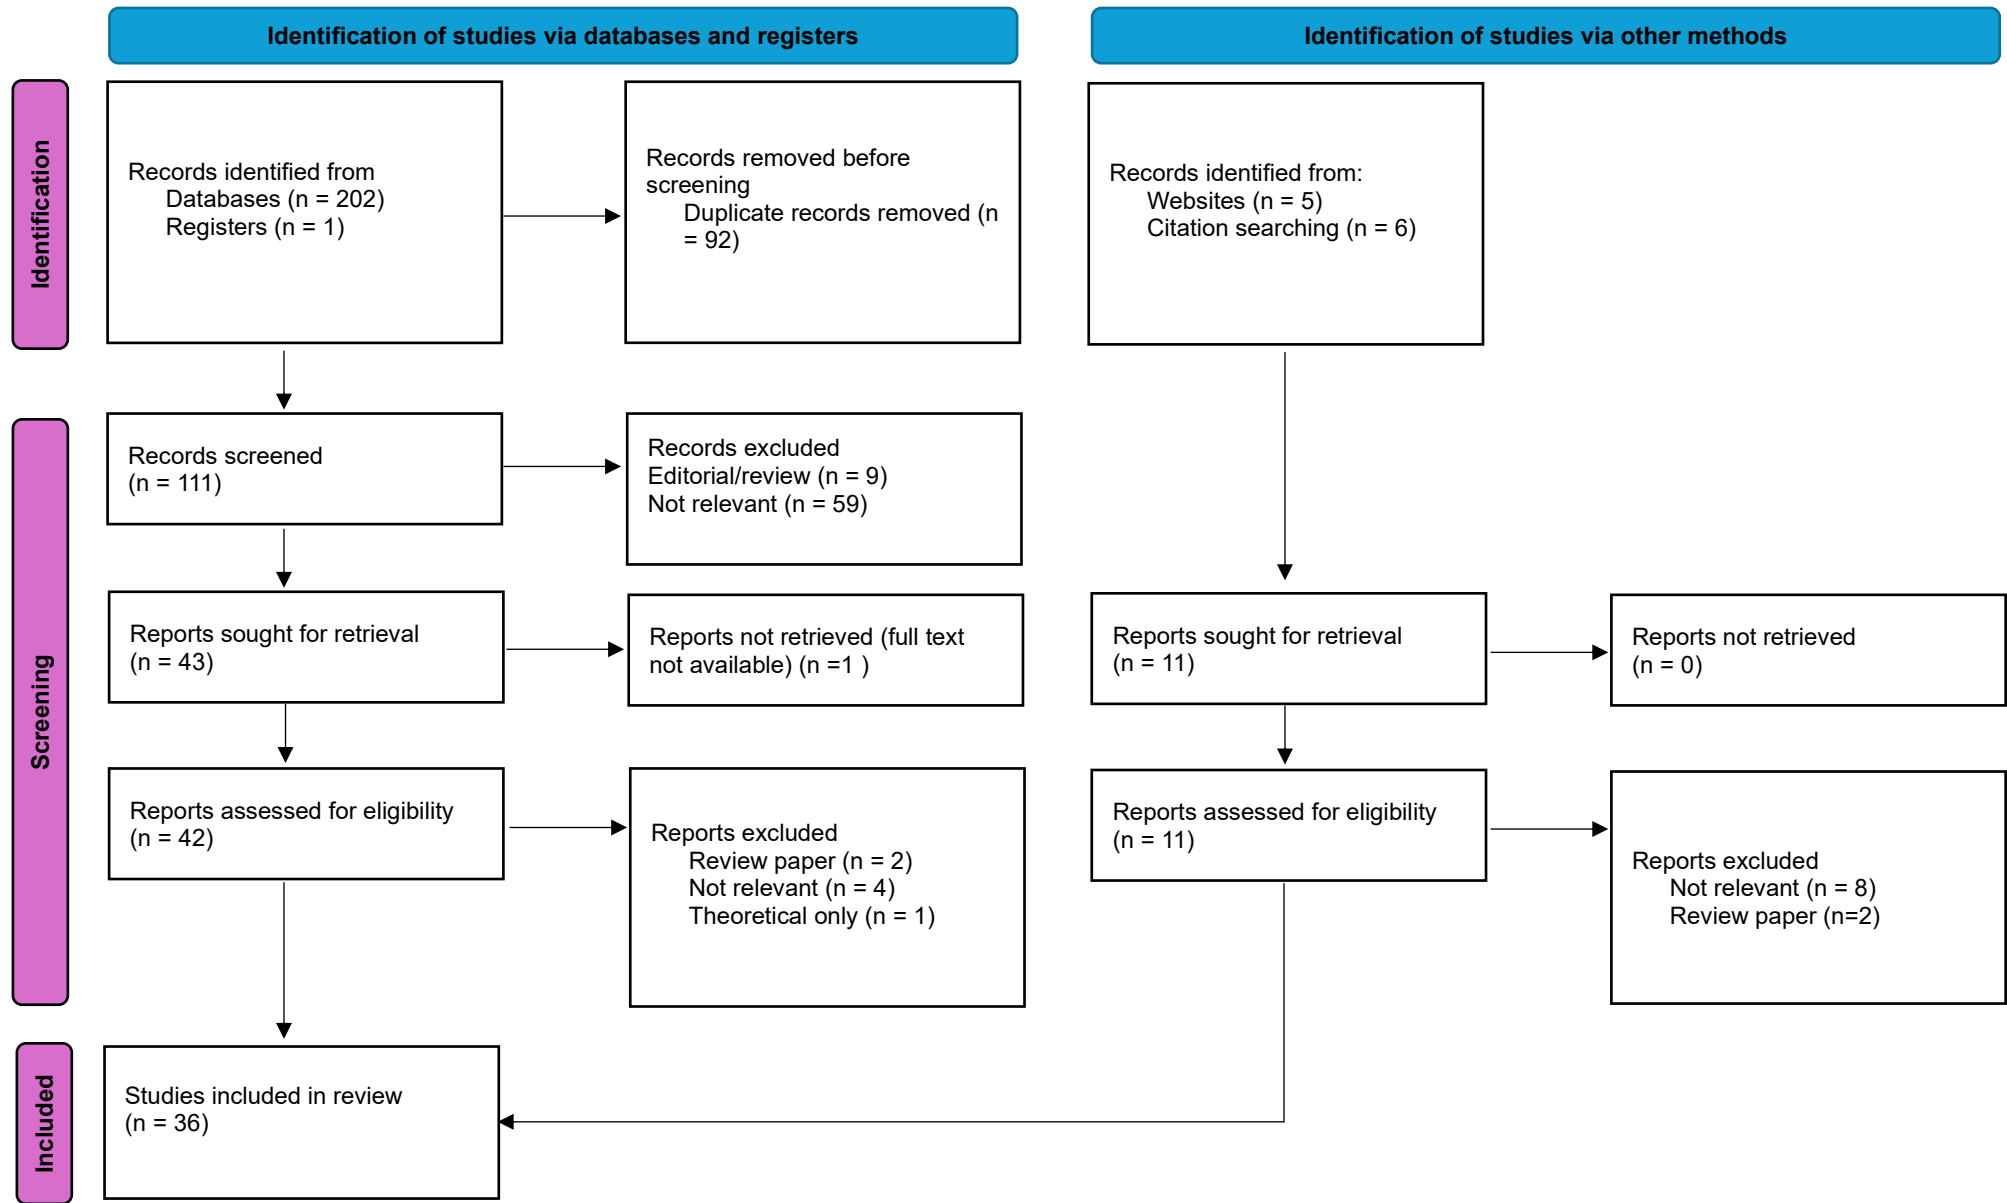 Identification of studies via databases and registers
Identification of studies via other methods
Identification
Records identified from
Databases (n = 202)
Registers (n = 1)
Records removed before
screening
Duplicate records removed (n
= 92)
Records identified from:
Websites (n = 5)
Citation searching (n = 6)
Screening
Records screened
(n = 111)
Records excluded
Editorial/review (n = 9)
Not relevant (n = 59)
Reports sought for retrieval
(n = 43)
Reports not retrieved (full text
not available) (n =1 )
Reports sought for retrieval
(n = 11)
Reports not retrieved
(n = 0)
Reports assessed for eligibility
(n = 42)
Reports excluded
Review paper (n = 2)
Not relevant (n = 4)
Theoretical only (n = 1)
Reports assessed for eligibility
(n = 11)
Reports excluded
Not relevant (n = 8)
Review paper (n=2)
Included
Studies included in review
(n = 36)